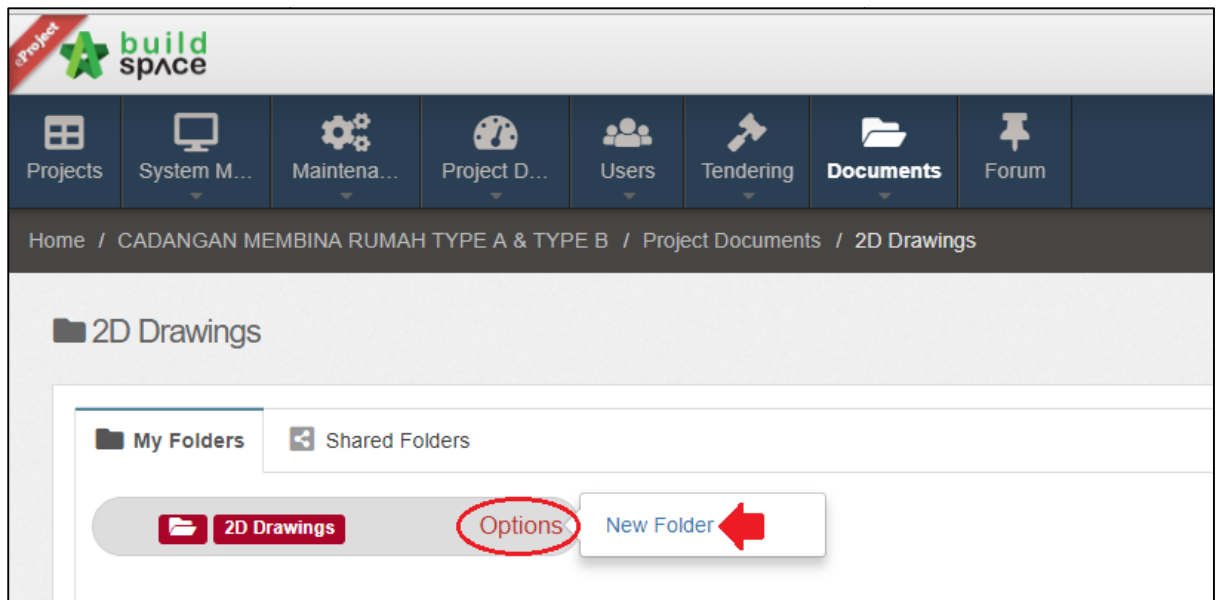 eProject
build
space
Projects
System M...
Maintena...
Project D...
Users
Tendering
Documents
Forum
Home / CADANGAN MEMBINA RUMAH TYPE A & TYPE B / Project Documents / 2D Drawings
2D Drawings
My Folders
Shared Folders
2D Drawings
Options
New Folder